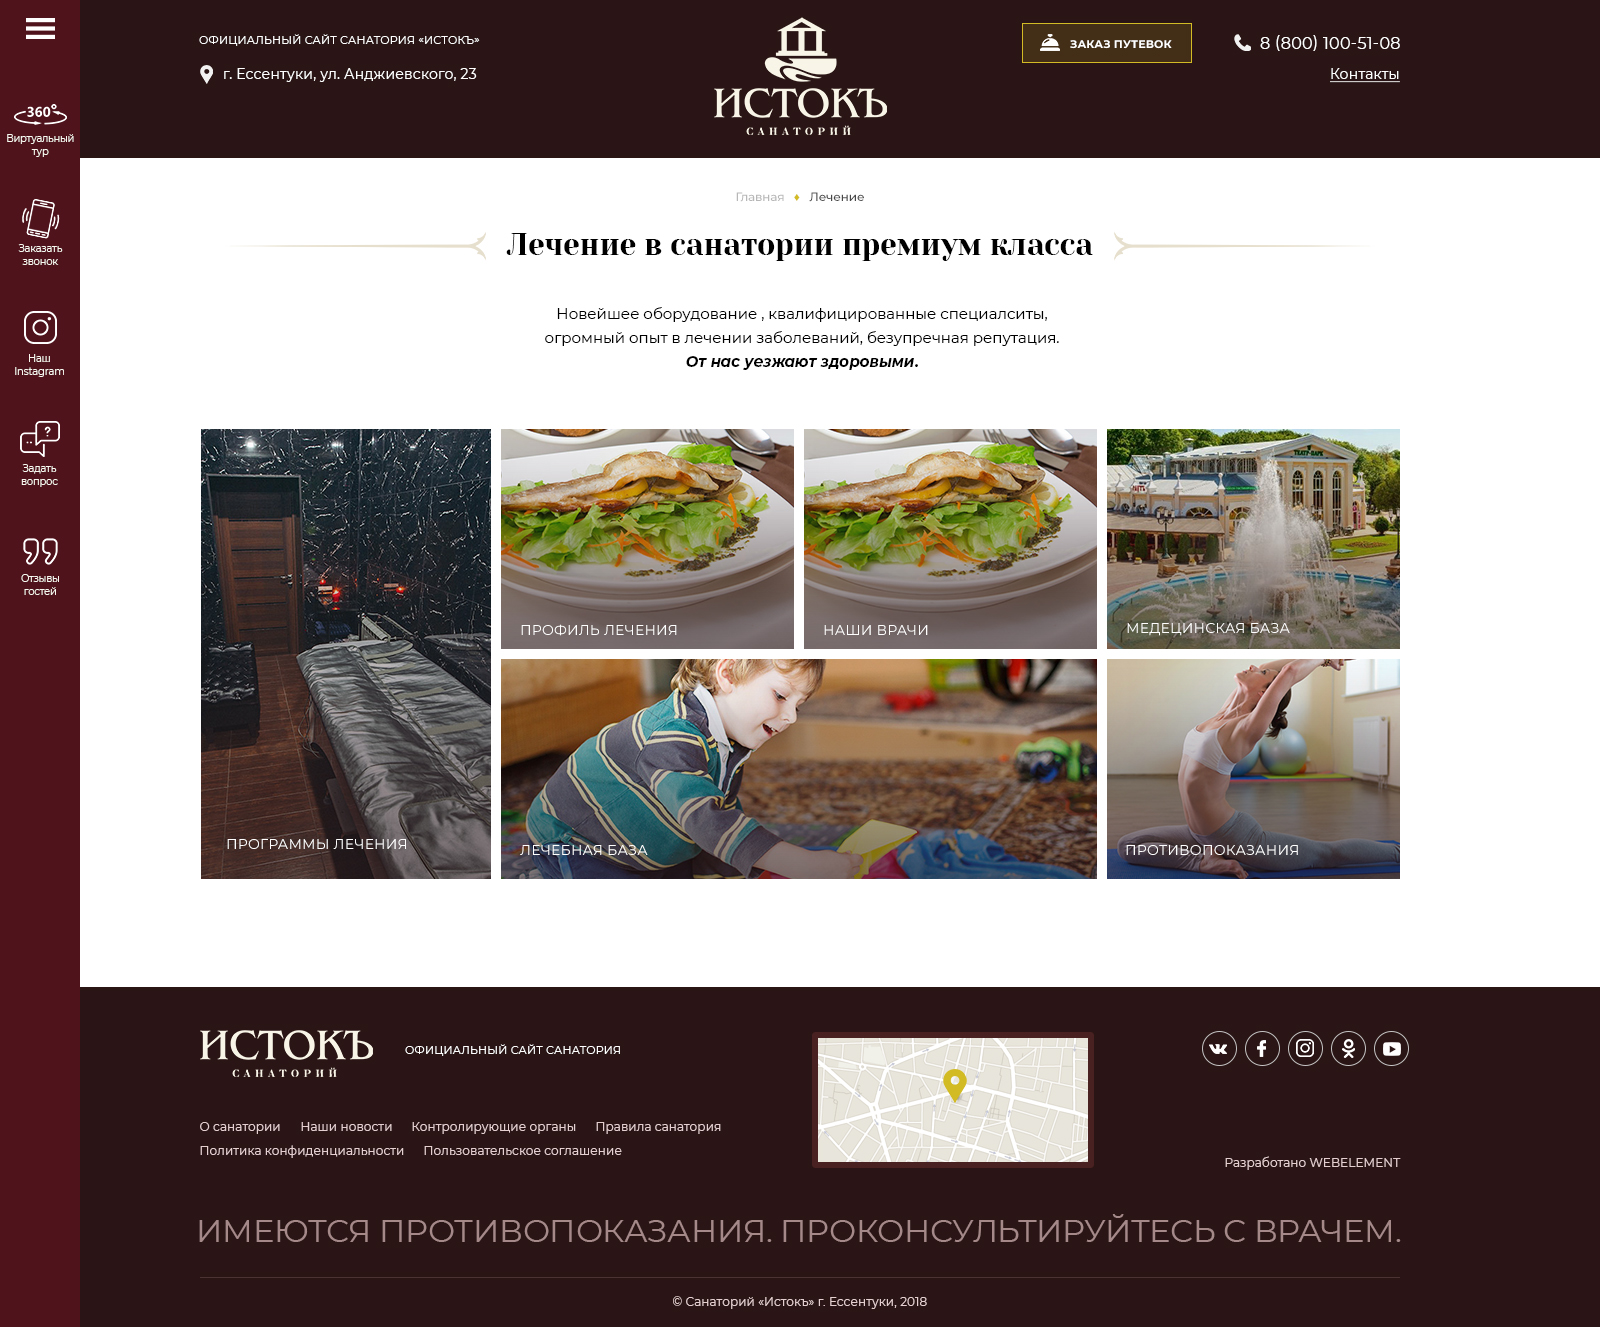 ОФИЦИАЛЬНЫЙ САЙТ САНАТОРИЯ «ИСТОКЪ»
г. Ессентуки, ул. Анджиевского, 23
ИСТОКЪ
САНАТОРИЙ
ЗАКАЗ ПУТЕВОК
8 (800) 100-51-08
Контакты
360°
Виртуальный
тур
Заказать
звонок
Наш
Instagram
Задать
вопрос
Отзывы
гостей
Главная ♦ Лечение
Лечение в санатории премиум класса
Новейшее оборудование , квалифицированные специалситы,
огромный опыт в лечении заболеваний, безупречная репутация.
От нас уезжают здоровыми.
ТЕАТР-ПАРК
ПРОФИЛЬ ЛЕЧЕНИЯ
НАШИ ВРАЧИ
МЕДЕЦИНСКАЯ БАЗА
ПРОГРАММЫ ЛЕЧЕНИЯ
ЛЕЧЕБНАЯ БАЗА
ПРОТИВОПОКАЗАНИЯ
ИСТОКЪ
САНАТОРИЙ
ОФИЦИАЛЬНЫЙ САЙТ САНАТОРИЯ
О санатории Наши новости Контролирующие органы Правила санатория
Политика конфиденциальности Пользовательское соглашение
Разработано WEBELEMENT
ИМЕЮТСЯ ПРОТИВОПОКАЗАНИЯ. ПРОКОНСУЛЬТИРУЙТЕСЬ С ВРАЧЕМ.
© Санаторий «Истокъ» г. Ессентуки, 2018